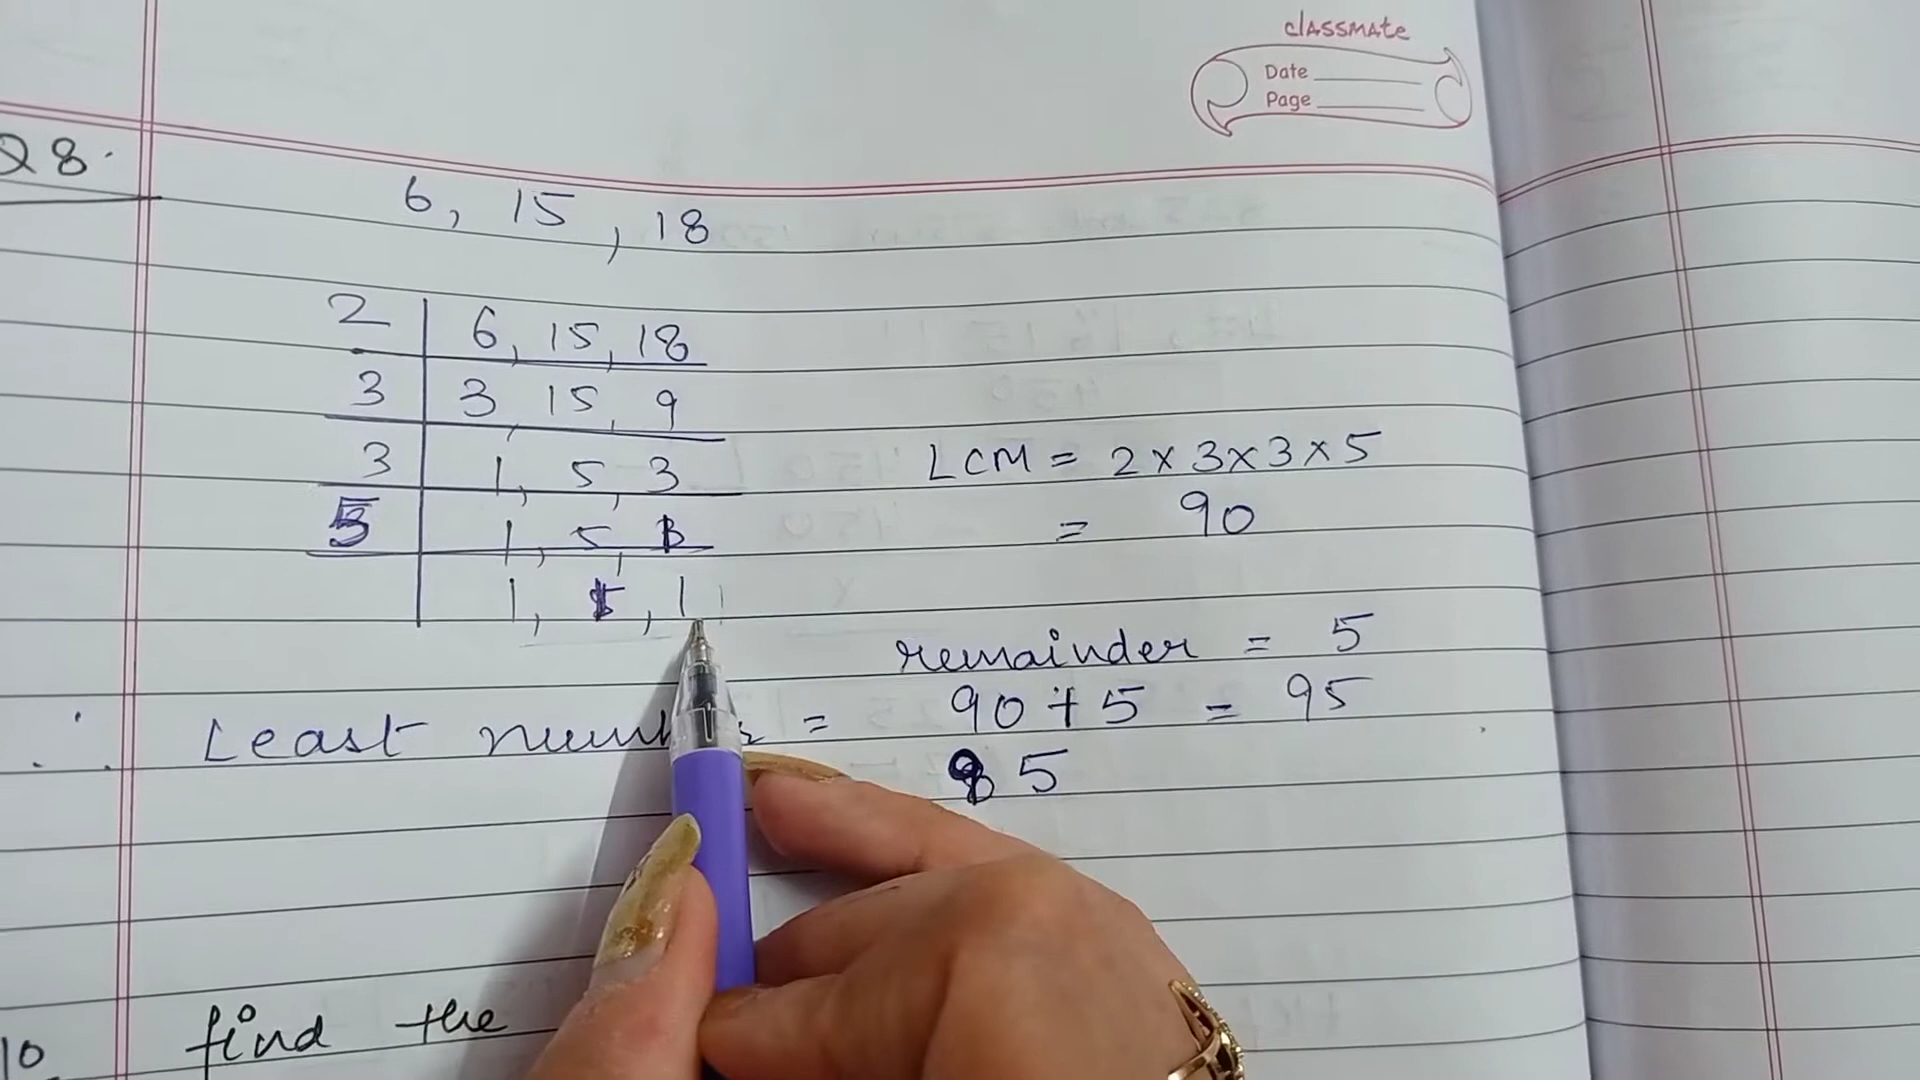 classmate
Date
Page
Q8.
6, 15, 18
2 6, 15, 18
3 3, 15, 9
3 1, 5, 3
5 1, 5, 1
1, 1, 1
LCM = 2×3×3×5
= 90
remainder = 5
∴ Least = 90+5 = 95
95
10. find the